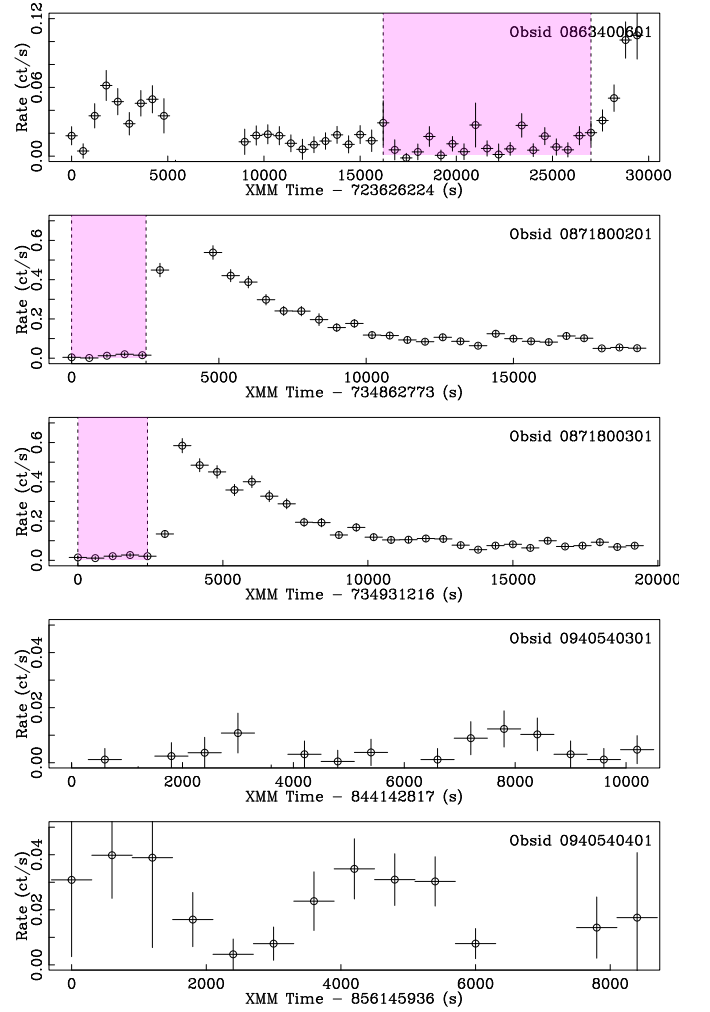 Obsid 0863400601
Rate (ct/s)
0.00 0.06 0.12
0 5000 10000 15000 20000 25000 30000
XMM Time − 723626224 (s)
Obsid 0871800201
Rate (ct/s)
0.0 0.2 0.4 0.6
0 5000 10000 15000
XMM Time − 734862773 (s)
Obsid 0871800301
Rate (ct/s)
0.0 0.2 0.4 0.6
0 5000 10000 15000 20000
XMM Time − 734931216 (s)
Obsid 0940540301
Rate (ct/s)
0.00 0.02 0.04
0 2000 4000 6000 8000 10000
XMM Time − 844142817 (s)
Obsid 0940540401
Rate (ct/s)
0.00 0.02 0.04
0 2000 4000 6000 8000
XMM Time − 856145936 (s)